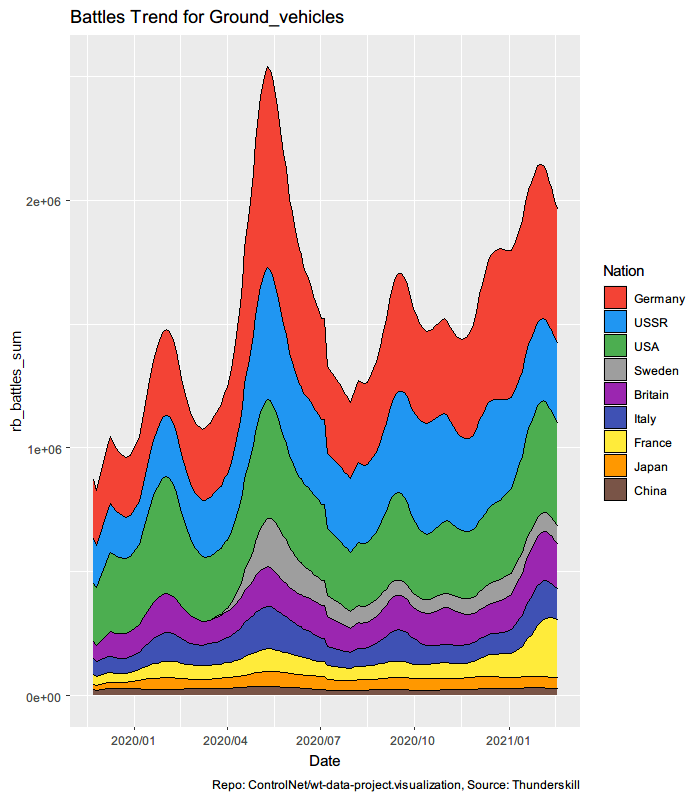 Battles Trend for Ground_vehicles
rb_battles_sum
2e+06
1e+06
0e+00
2020/01 2020/04 2020/07 2020/10 2021/01
Date
Nation
Germany
USSR
USA
Sweden
Britain
Italy
France
Japan
China
Repo: ControlNet/wt-data-project.visualization, Source: Thunderskill